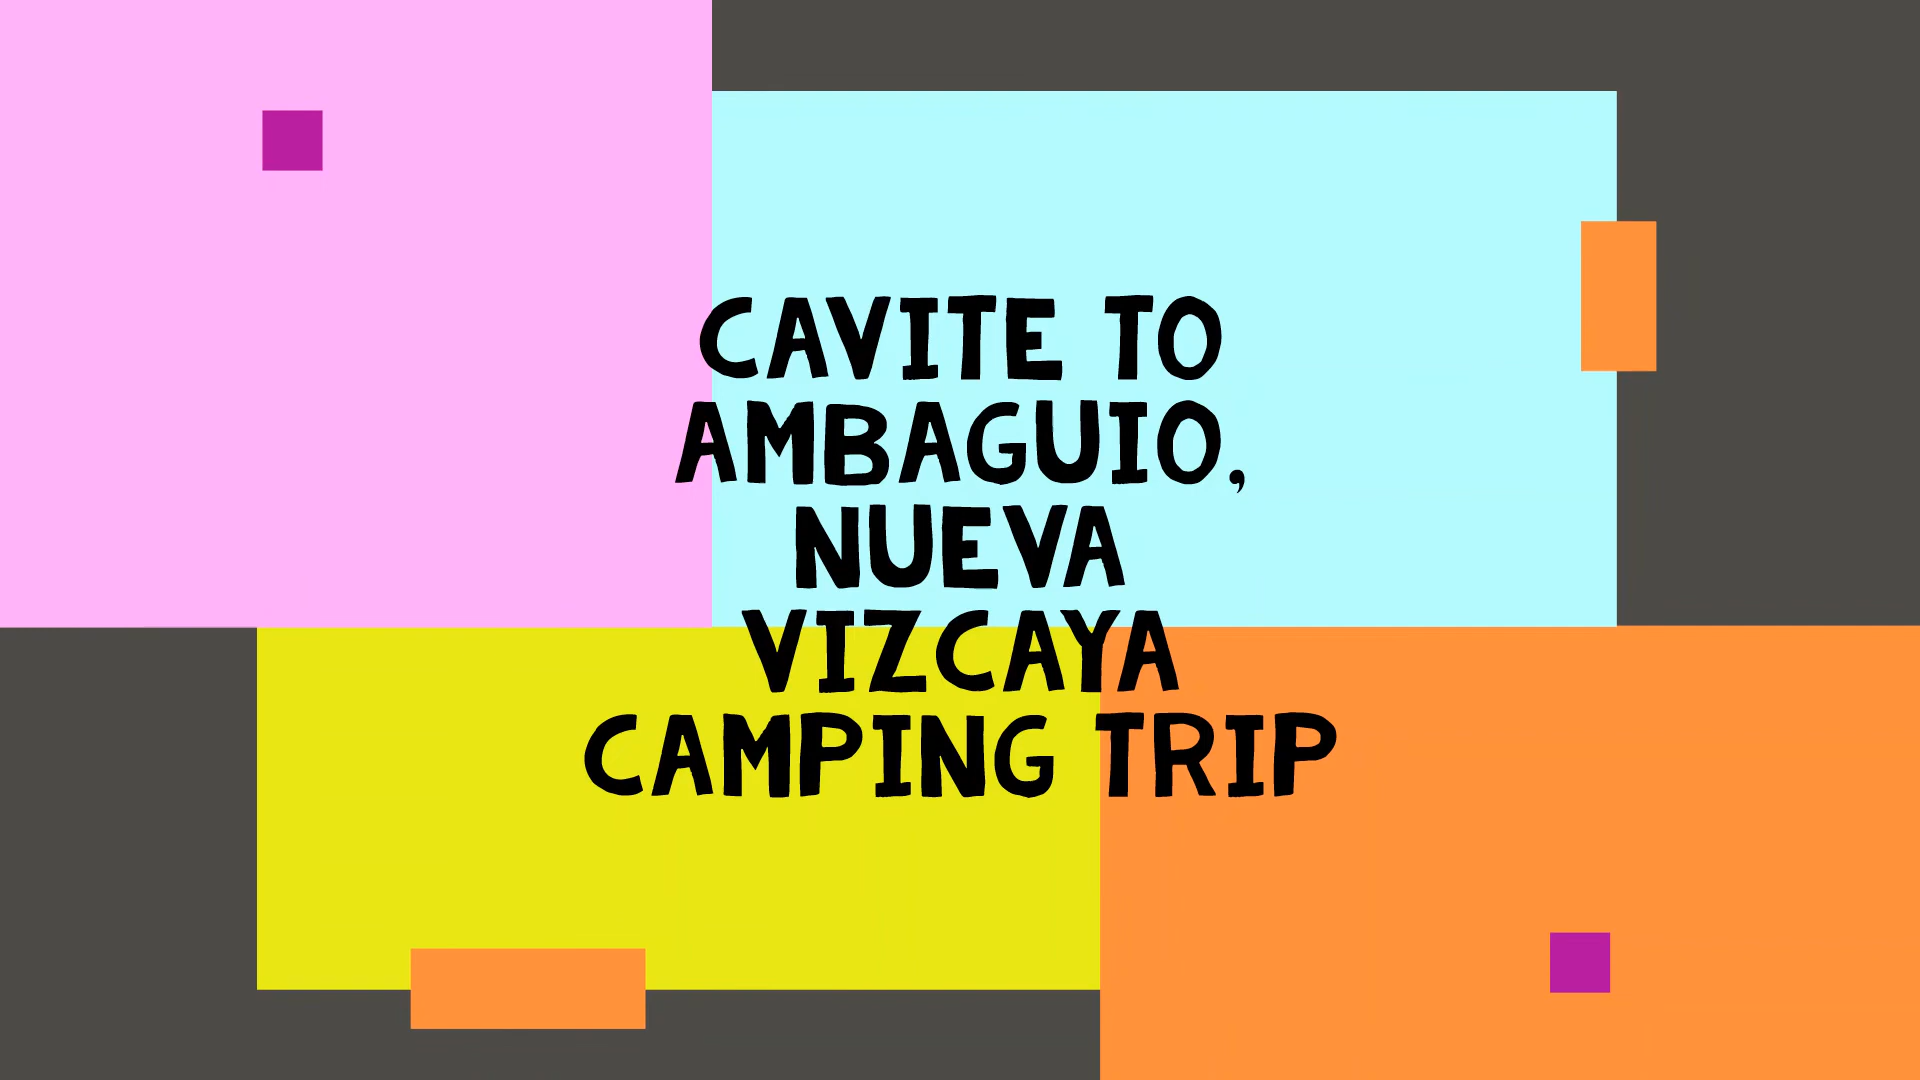 CAVITE TO
AMBAGUIO,
NUEVA
VIZCAYA
CAMPING TRIP